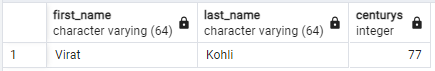 first_name last_name centurys
character varying (64) character varying (64) integer
1 Virat Kohli 77